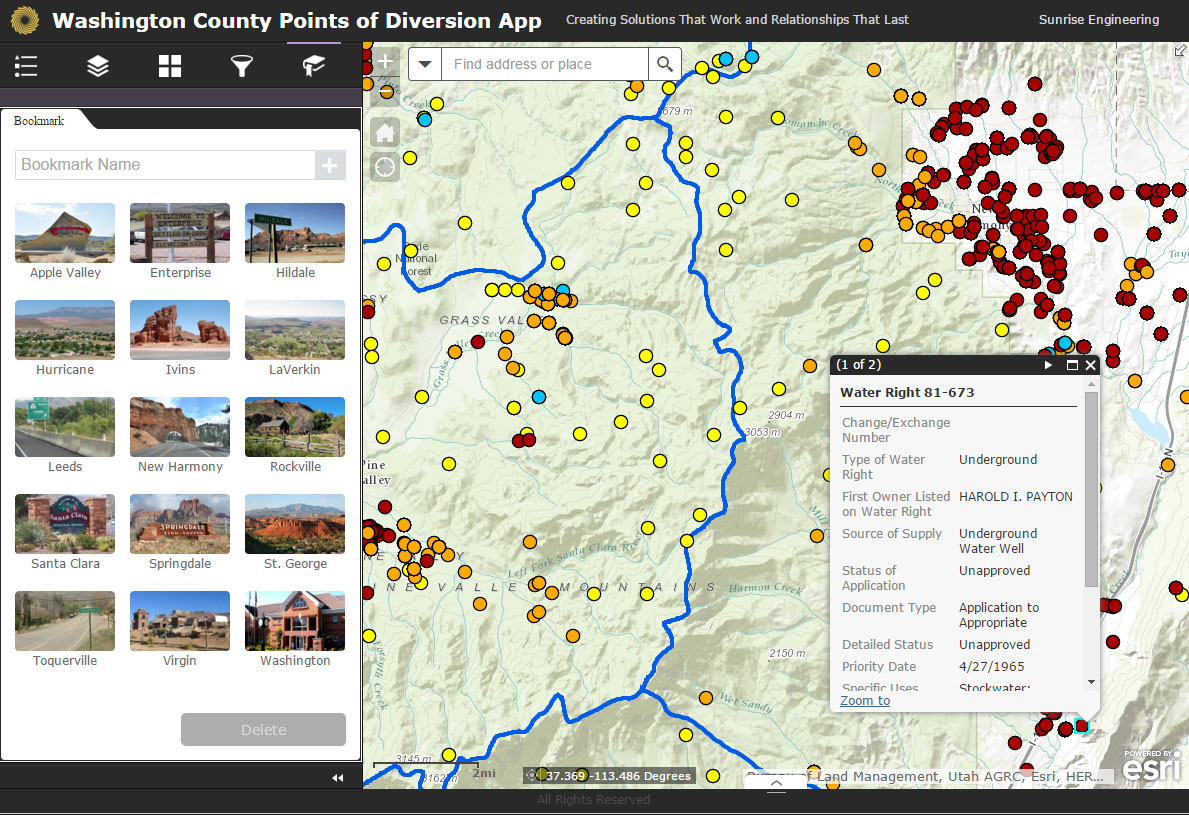 Washington County Points of Diversion App
Creating Solutions That Work and Relationships That Last
Sunrise Engineering
Bookmark
Bookmark Name
Apple Valley
Enterprise
Hildale
Hurricane
Ivins
LaVerkin
Leeds
New Harmony
Rockville
Santa Clara
Springdale
St. George
Toquerville
Virgin
Washington
Delete
Find address or place
679 m
Comanche Creek
National
Forest
GRASS VAL
2904 m
3053 m
Pine
alley
Left Fork Santa Clara River
INE VALLEY MOUNTAINS
Harmon Creek
2150 m
Wet Sandy
3145 m
3162 m
2mi
37.369 -113.486 Degrees
Bureau of Land Management, Utah AGRC, Esri, HER...
POWERED BY
esri
(1 of 2)
Water Right 81-673
Change/Exchange
Number
Type of Water
Right
Underground
First Owner Listed
on Water Right
HAROLD I. PAYTON
Source of Supply
Underground
Water Well
Status of
Application
Unapproved
Document Type
Application to
Appropriate
Detailed Status
Unapproved
Priority Date
4/27/1965
Specific Uses
Stockwater:
Zoom to
All Rights Reserved